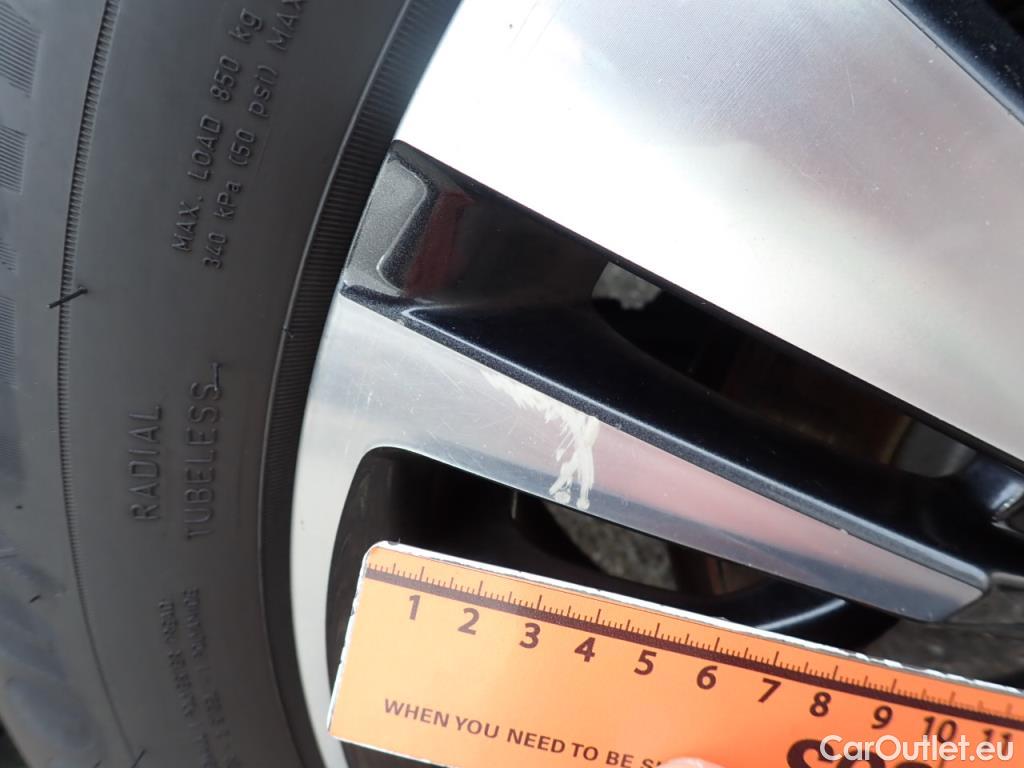 MAX. LOAD 850 kg
340 kPa (50 psi) MAX
RADIAL
TUBELESS
1 2 3 4 5 6 7 8 9 10 11
WHEN YOU NEED TO BE
CarOutlet.eu